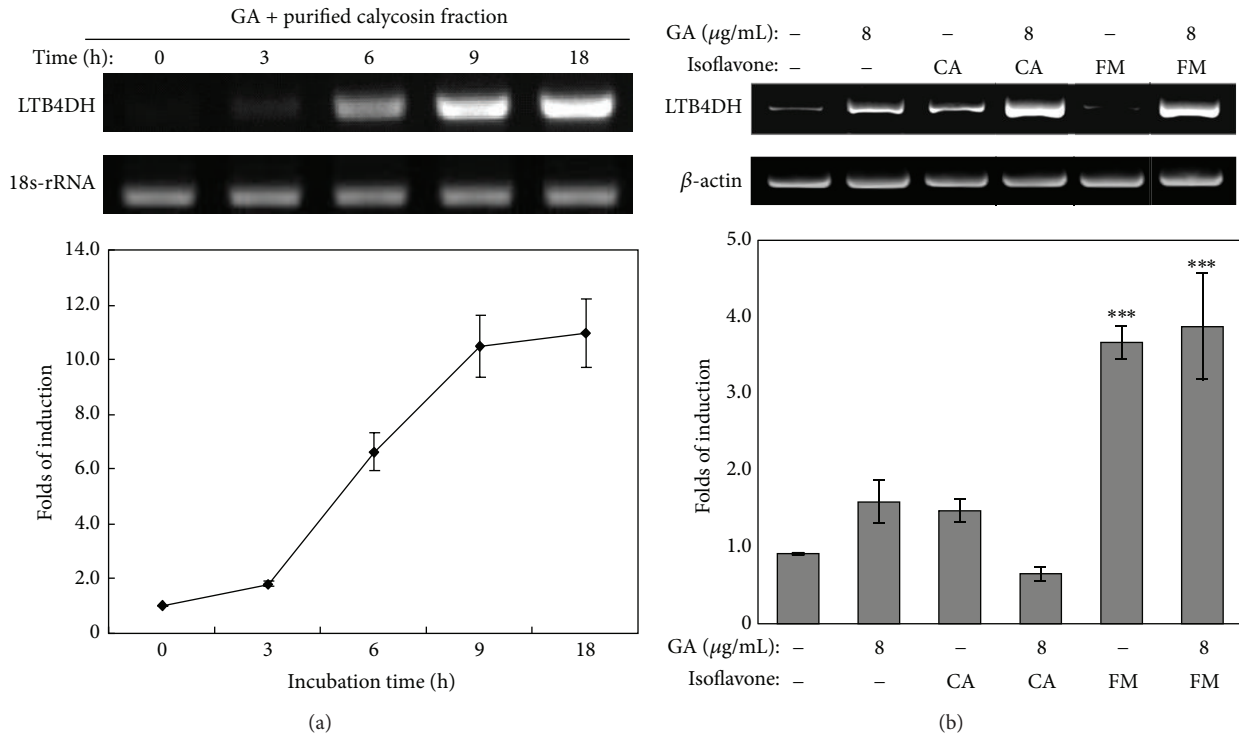 GA + purified calycosin fraction
Time (h): 0 3 6 9 18
LTB4DH
18s-rRNA
14.0
12.0
10.0
8.0
6.0
4.0
2.0
0
Folds of induction
0 3 6 9 18
Incubation time (h)
(a)
GA (μg/mL): – 8 – 8 – 8
Isoflavone: – – CA CA FM FM
LTB4DH
β-actin
5.0
4.0
3.0
2.0
1.0
0
Folds of induction
*** ***
GA (μg/mL): – 8 – 8 – 8
Isoflavone: – – CA CA FM FM
(b)